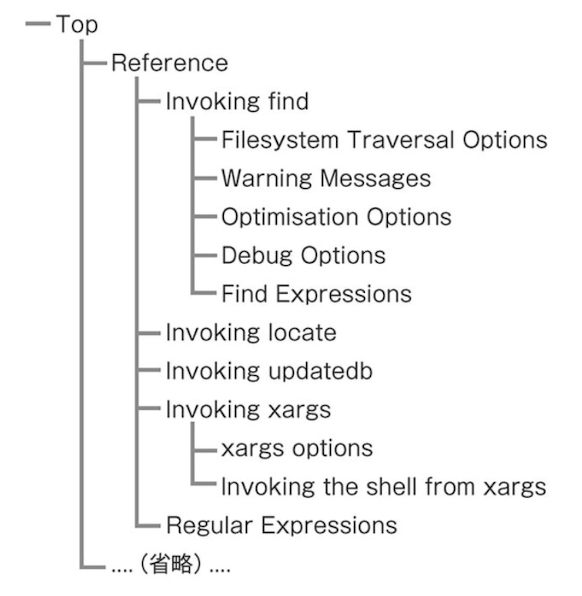 Top
Reference
Invoking find
Filesystem Traversal Options
Warning Messages
Optimisation Options
Debug Options
Find Expressions
Invoking locate
Invoking updatedb
Invoking xargs
xargs options
Invoking the shell from xargs
Regular Expressions
.... (省略) ....